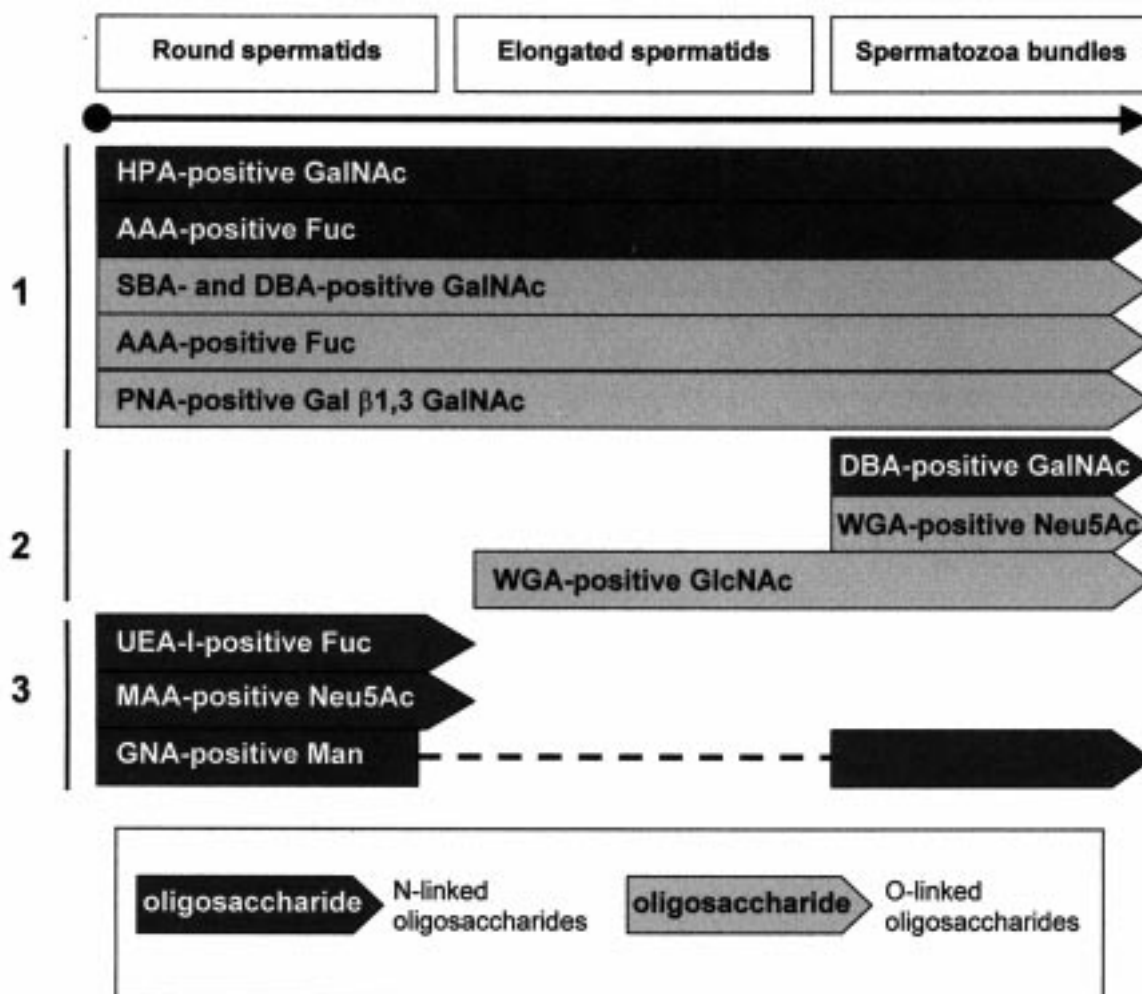 Round spermatids
Elongated spermatids
Spermatozoa bundles
1
HPA-positive GalNAc
AAA-positive Fuc
SBA- and DBA-positive GalNAc
AAA-positive Fuc
PNA-positive Gal β1,3 GalNAc
2
DBA-positive GalNAc
WGA-positive Neu5Ac
WGA-positive GlcNAc
3
UEA-I-positive Fuc
MAA-positive Neu5Ac
GNA-positive Man
oligosaccharide
N-linked
oligosaccharides
oligosaccharide
O-linked
oligosaccharides